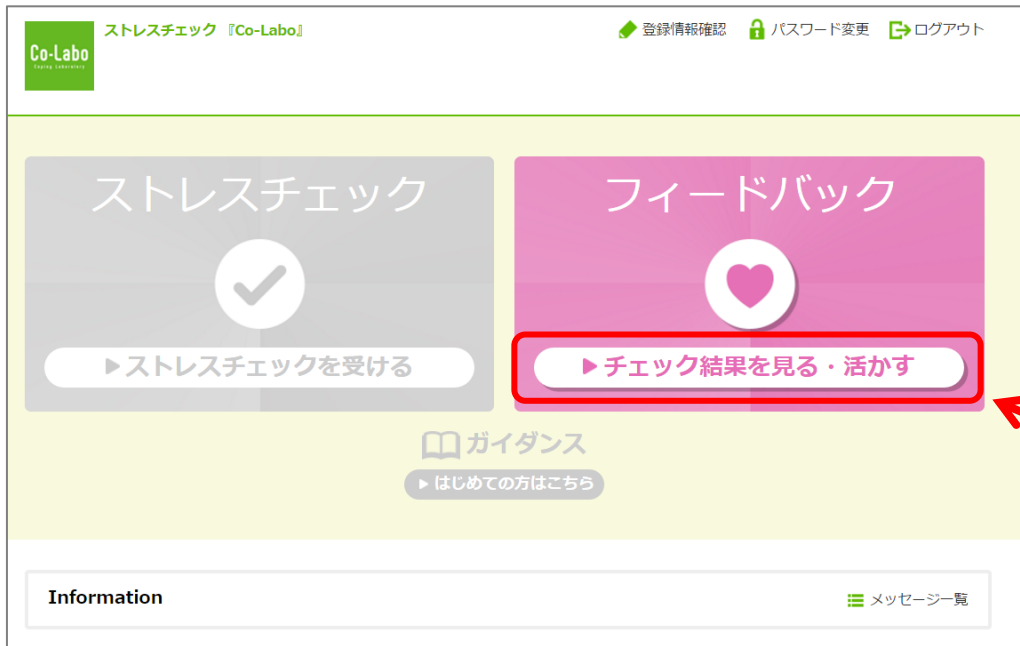 ストレスチェック 『Co-Labo』
登録情報確認 パスワード変更 ログアウト
Co-Labo
Coping Laboratory
ストレスチェック
フィードバック
▶ストレスチェックを受ける
▶チェック結果を見る・活かす
ガイダンス
▶はじめての方はこちら
Information
メッセージ一覧